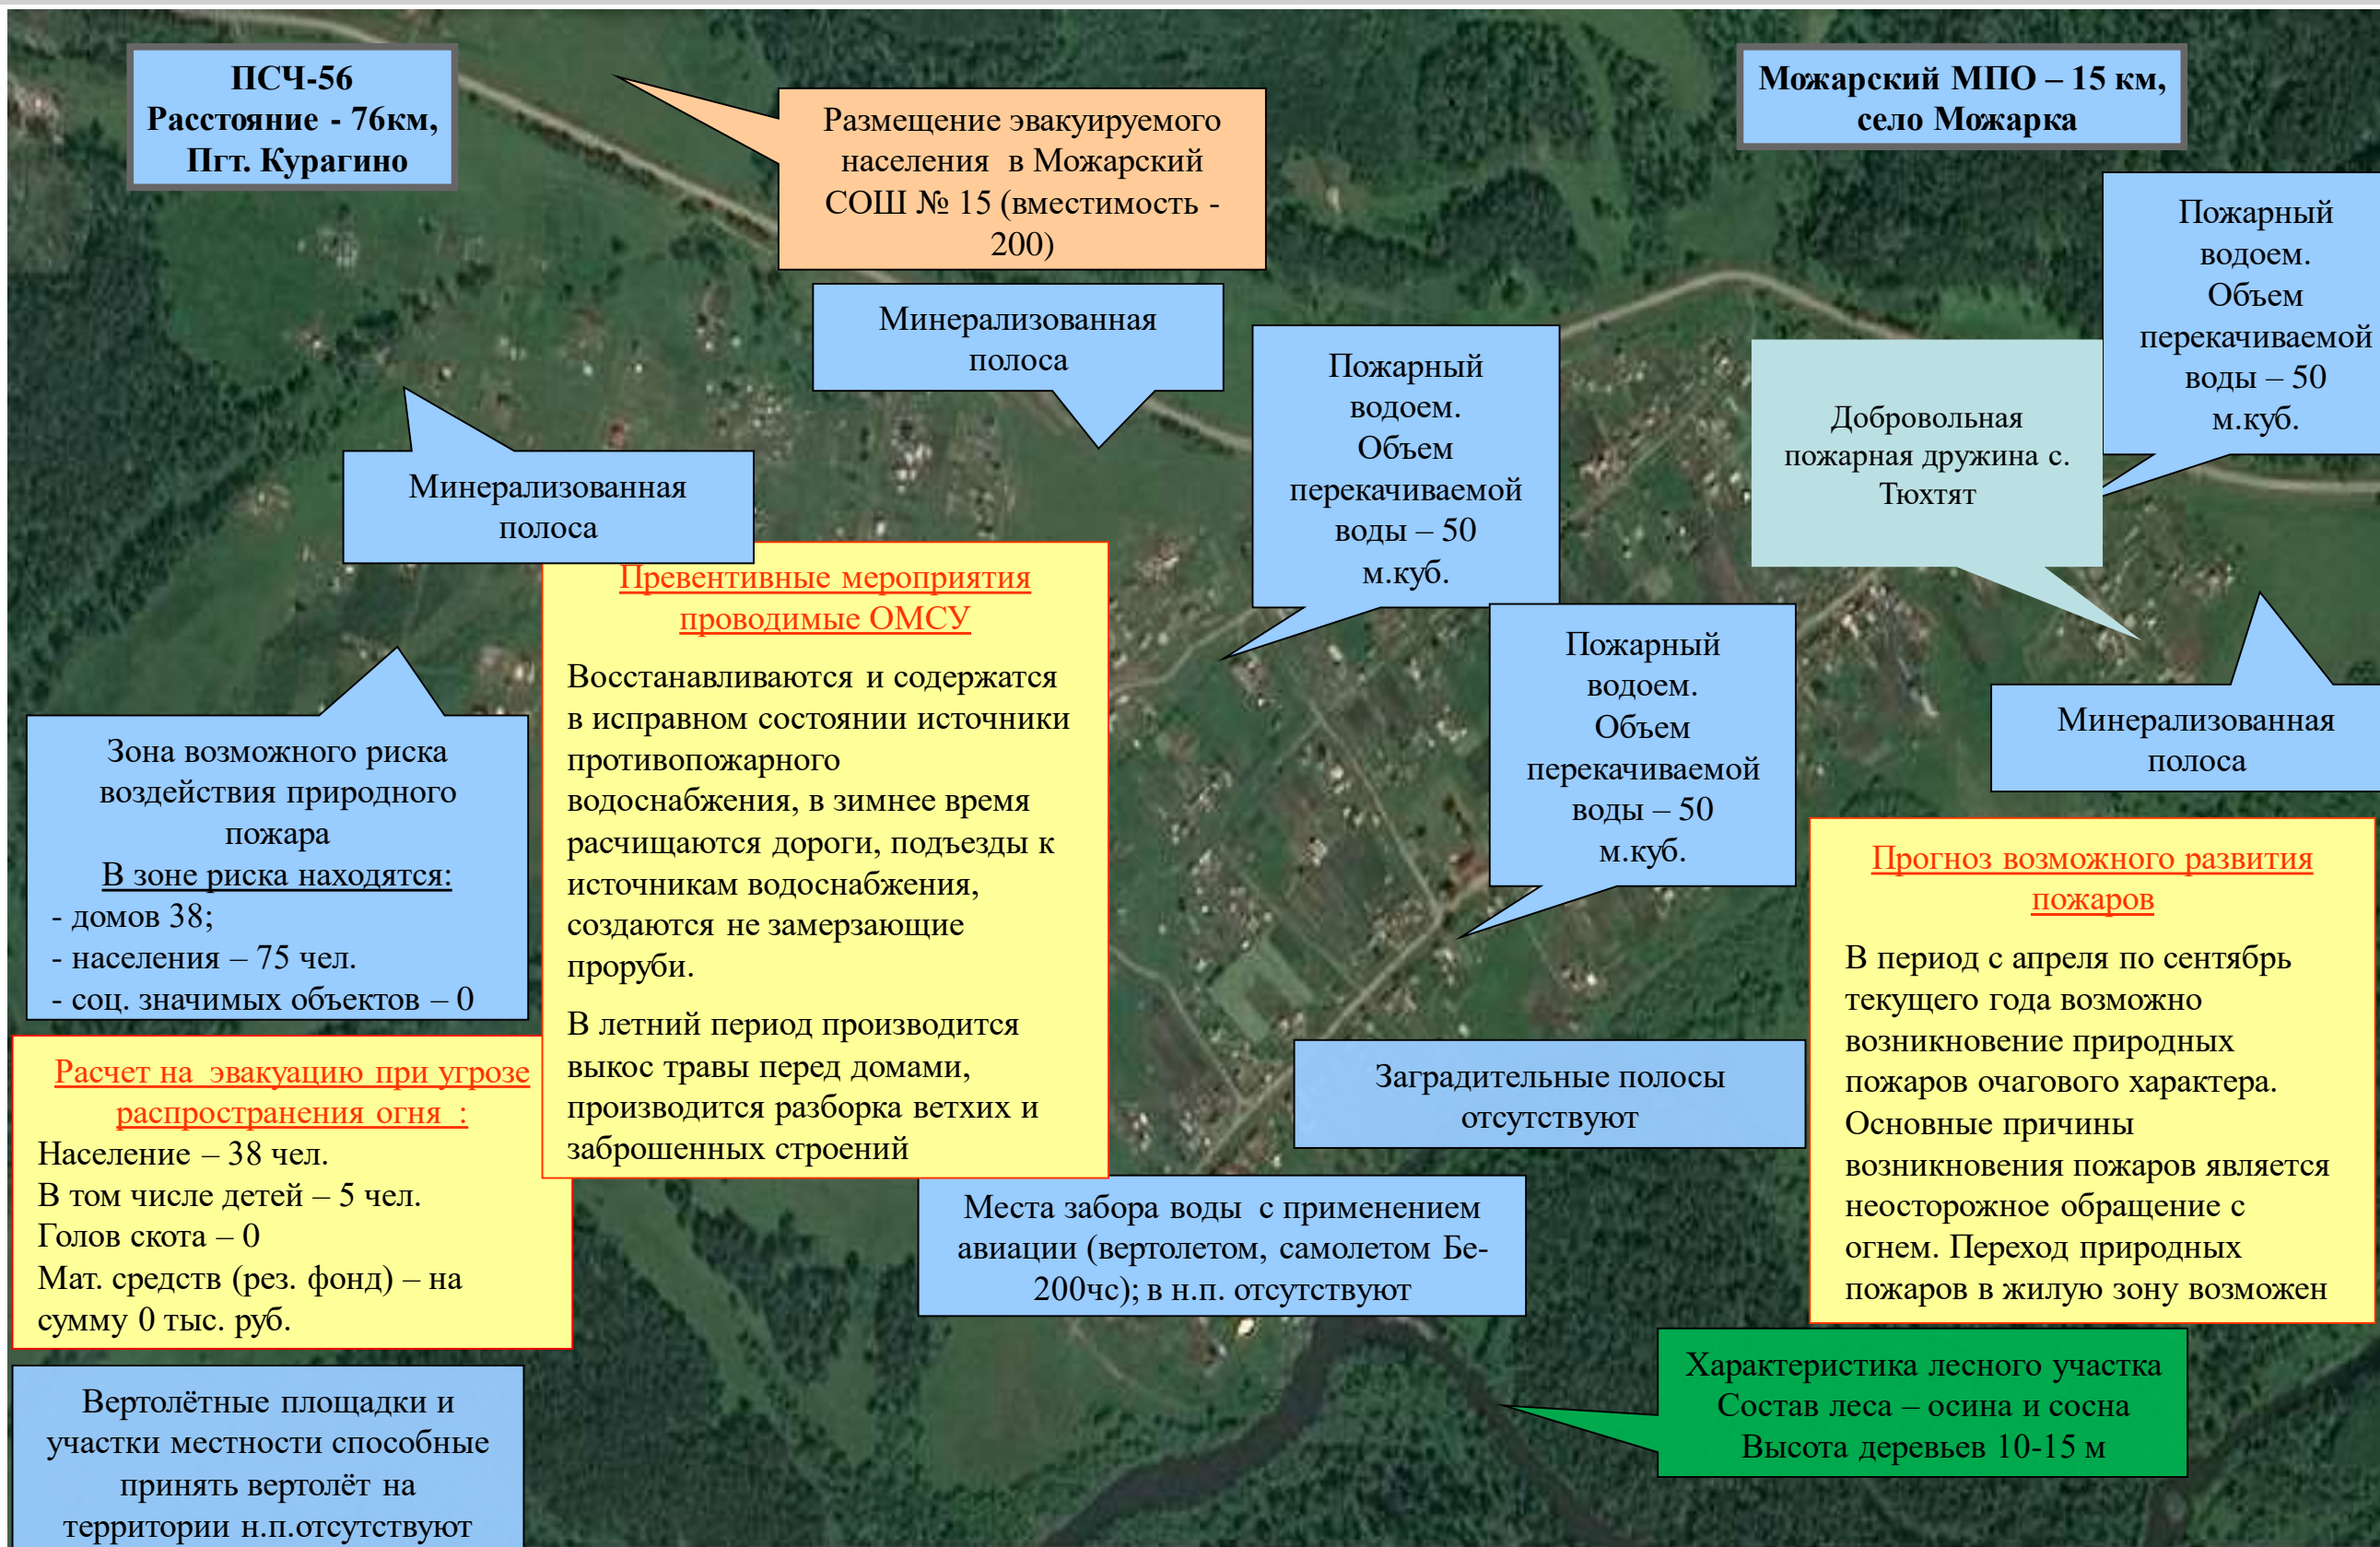 ПСЧ-56
Расстояние - 76км,
Пгт. Курагино
Размещение эвакуируемого
населения в Можарский
СОШ № 15 (вместимость -
200)
Можарский МПО – 15 км,
село Можарка
Пожарный
водоем.
Объем
перекачиваемой
воды – 50
м.куб.
Минерализованная
полоса
Пожарный
водоем.
Объем
перекачиваемой
воды – 50
м.куб.
Добровольная
пожарная дружина с.
Тюхтят
Минерализованная
полоса
Превентивные мероприятия
проводимые ОМСУ
Восстанавливаются и содержатся
в исправном состоянии источники
противопожарного
водоснабжения, в зимнее время
расчищаются дороги, подъезды к
источникам водоснабжения,
создаются не замерзающие
проруби.
В летний период производится
выкос травы перед домами,
производится разборка ветхих и
заброшенных строений
Пожарный
водоем.
Объем
перекачиваемой
воды – 50
м.куб.
Минерализованная
полоса
Зона возможного риска
воздействия природного
пожара
В зоне риска находятся:
- домов 38;
- населения – 75 чел.
- соц. значимых объектов – 0
Прогноз возможного развития
пожаров
В период с апреля по сентябрь
текущего года возможно
возникновение природных
пожаров очагового характера.
Основные причины
возникновения пожаров является
неосторожное обращение с
огнем. Переход природных
пожаров в жилую зону возможен
Расчет на эвакуацию при угрозе
распространения огня :
Население – 38 чел.
В том числе детей – 5 чел.
Голов скота – 0
Мат. средств (рез. фонд) – на
сумму 0 тыс. руб.
Заградительные полосы
отсутствуют
Места забора воды с применением
авиации (вертолетом, самолетом Бе-
200чс); в н.п. отсутствуют
Характеристика лесного участка
Состав леса – осина и сосна
Высота деревьев 10-15 м
Вертолётные площадки и
участки местности способные
принять вертолёт на
территории н.п.отсутствуют